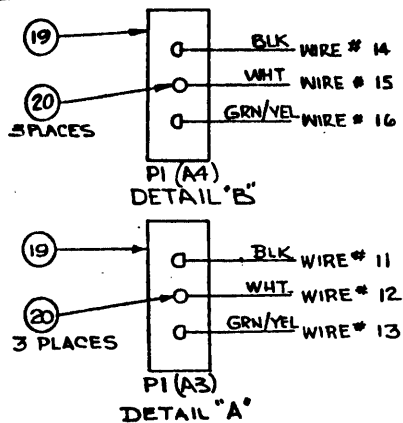 19
BLK WIRE # 14
20
WHT WIRE # 15
3 PLACES
GRN/YEL WIRE # 16
P1 (A4)
DETAIL "B"
19
BLK WIRE # 11
WHT WIRE # 12
20
3 PLACES
GRN/YEL WIRE # 13
P1 (A3)
DETAIL "A"